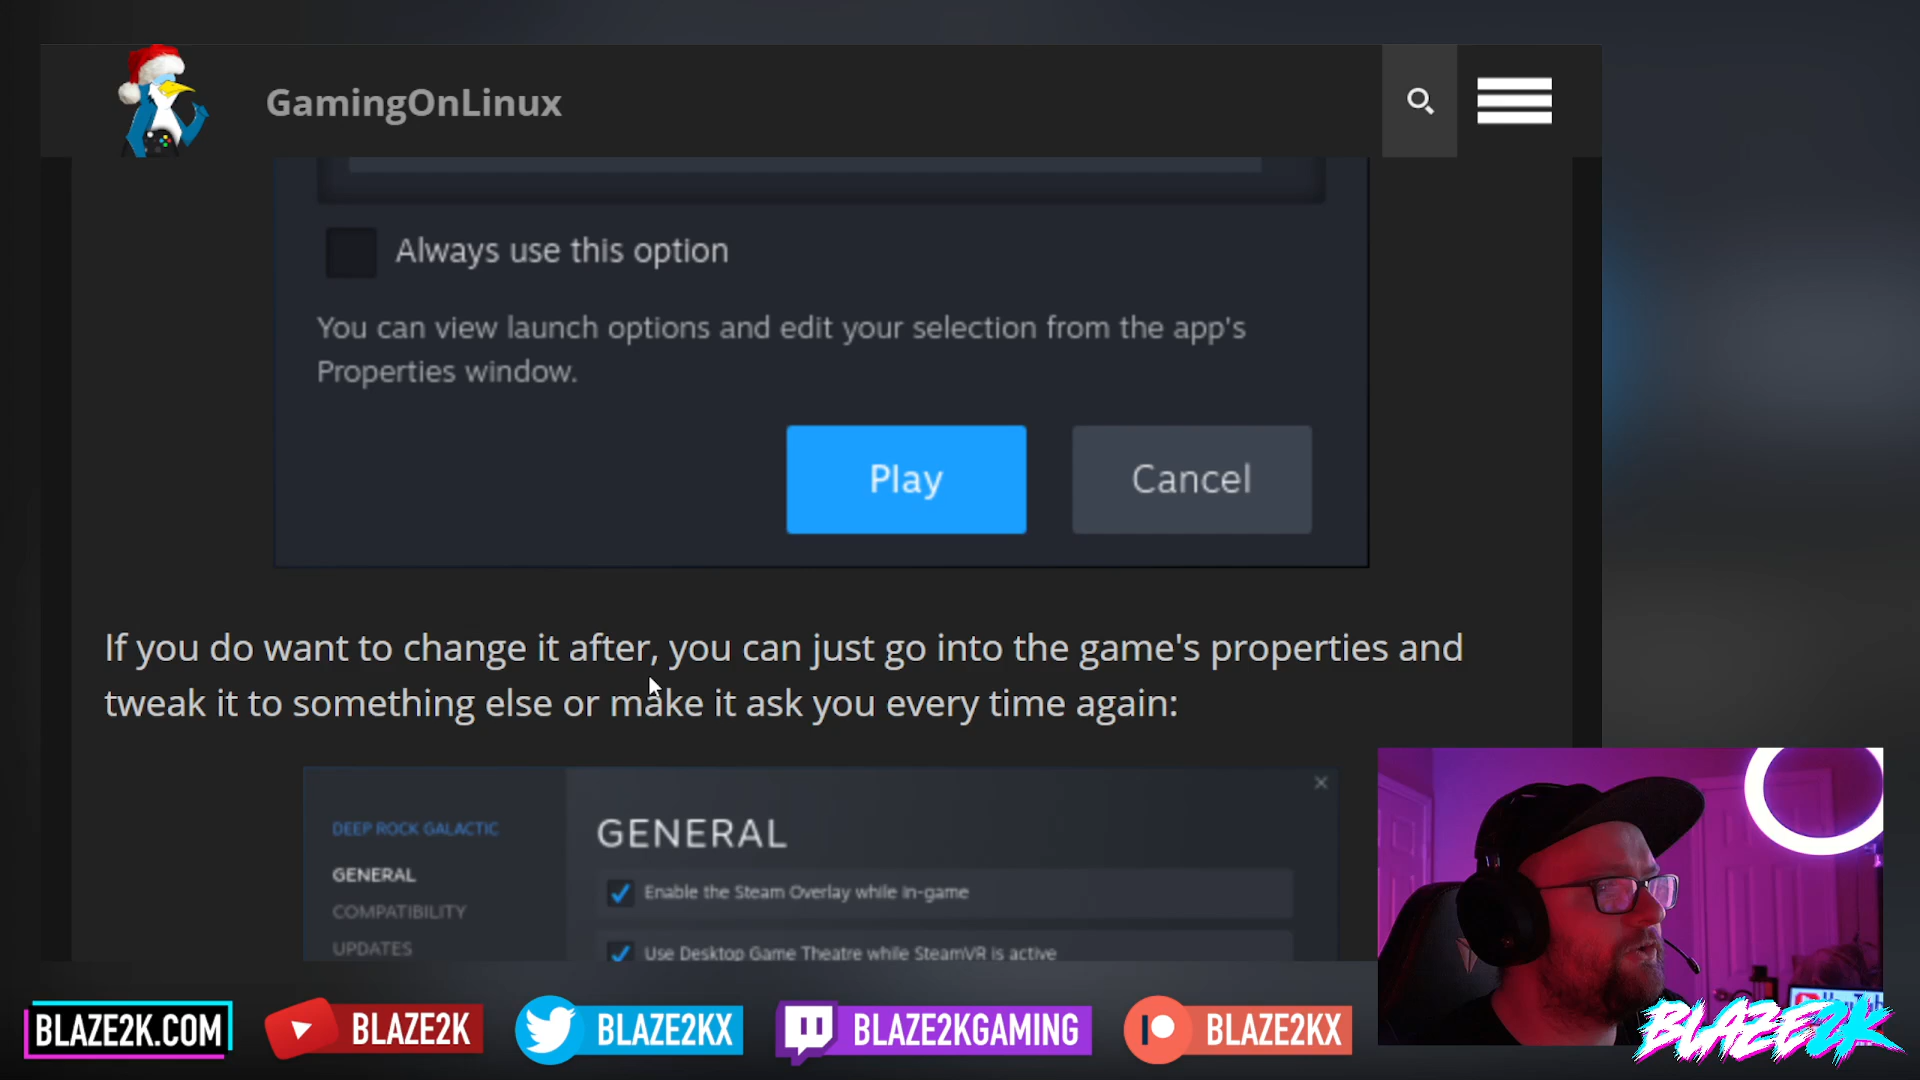 GamingOnLinux
Always use this option
You can view launch options and edit your selection from the app's
Properties window.
Play
Cancel
If you do want to change it after, you can just go into the game's properties and
tweak it to something else or make it ask you every time again:
DEEP ROCK GALACTIC
GENERAL
COMPATIBILITY
UPDATES
GENERAL
Enable the Steam Overlay while in-game
Use Desktop Game Theatre while SteamVR is active
BLAZE2K.COM
BLAZE2K
BLAZE2KX
BLAZE2KGAMING
BLAZE2KX
BLAZE2K